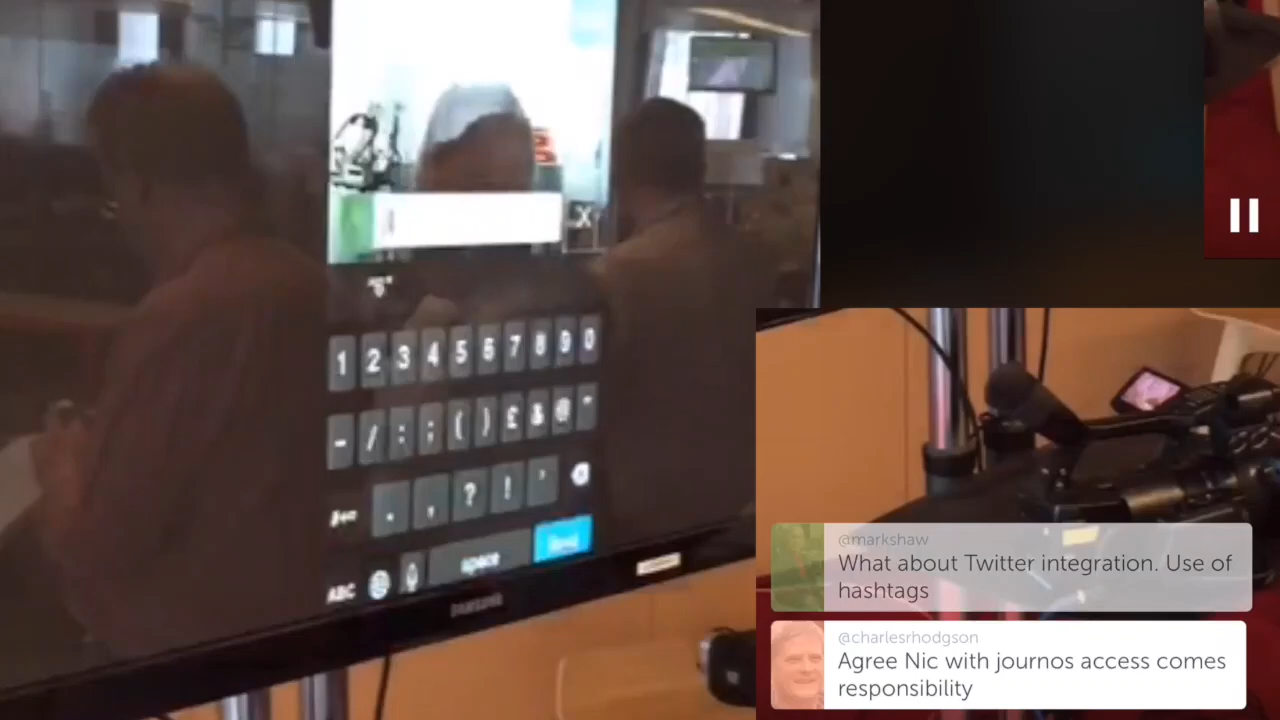 1 2 3 4 5 6 7 8 9 0
- / : ; ( ) £ & @ "
. , ? ! '
Send
ABC space
SAMSUNG
@markshaw
What about Twitter integration. Use of
hashtags
@charlesrhodgson
Agree Nic with journos access comes
responsibility